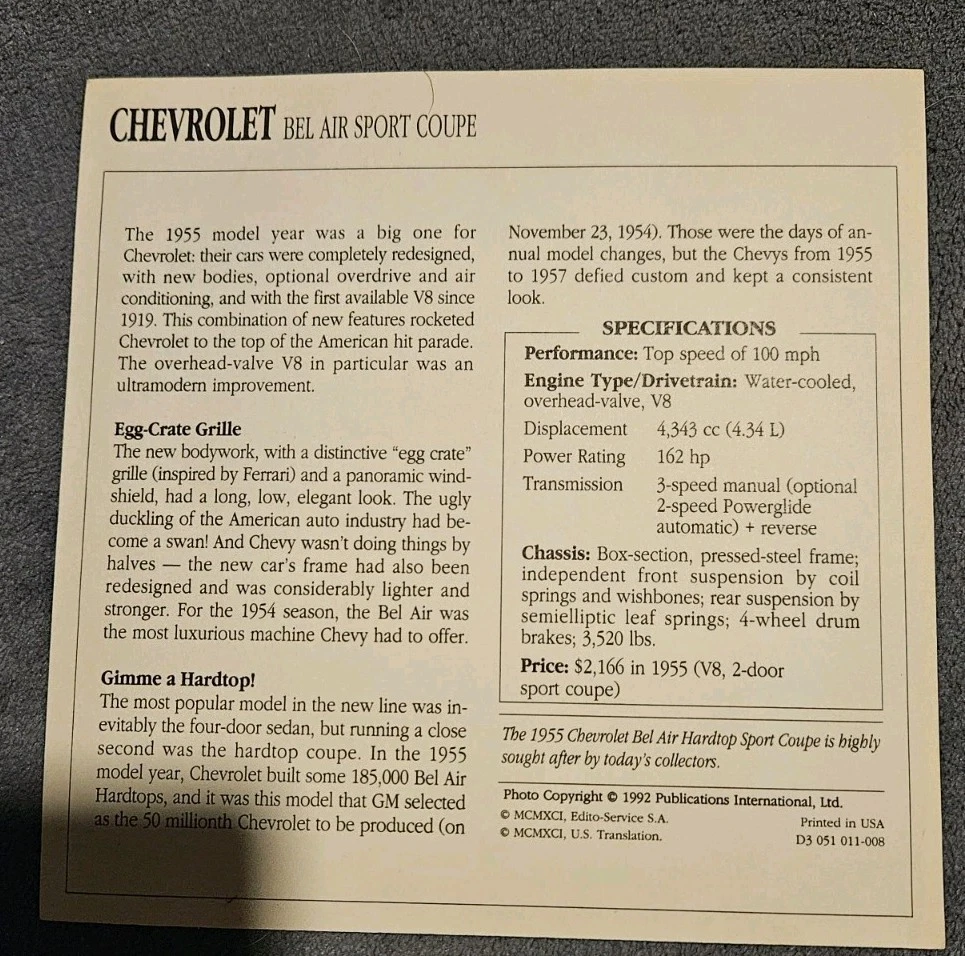 CHEVROLET BEL AIR SPORT COUPE
The 1955 model year was a big one for
Chevrolet: their cars were completely redesigned,
with new bodies, optional overdrive and air
conditioning, and with the first available V8 since
1919. This combination of new features rocketed
Chevrolet to the top of the American hit parade.
The overhead-valve V8 in particular was an
ultramodern improvement.
Egg-Crate Grille
The new bodywork, with a distinctive “egg crate”
grille (inspired by Ferrari) and a panoramic wind-
shield, had a long, low, elegant look. The ugly
duckling of the American auto industry had be-
come a swan! And Chevy wasn't doing things by
halves — the new car's frame had also been
redesigned and was considerably lighter and
stronger. For the 1954 season, the Bel Air was
the most luxurious machine Chevy had to offer.
Gimme a Hardtop!
The most popular model in the new line was in-
evitably the four-door sedan, but running a close
second was the hardtop coupe. In the 1955
model year, Chevrolet built some 185,000 Bel Air
Hardtops, and it was this model that GM selected
as the 50 millionth Chevrolet to be produced (on
November 23, 1954). Those were the days of an-
nual model changes, but the Chevys from 1955
to 1957 defied custom and kept a consistent
look.
SPECIFICATIONS
Performance: Top speed of 100 mph
Engine Type/Drivetrain: Water-cooled,
overhead-valve, V8
Displacement 4,343 cc (4.34 L)
Power Rating 162 hp
Transmission 3-speed manual (optional
2-speed Powerglide
automatic) + reverse
Chassis: Box-section, pressed-steel frame;
independent front suspension by coil
springs and wishbones; rear suspension by
semielliptic leaf springs; 4-wheel drum
brakes; 3,520 lbs.
Price: $2,166 in 1955 (V8, 2-door
sport coupe)
The 1955 Chevrolet Bel Air Hardtop Sport Coupe is highly
sought after by today's collectors.
Photo Copyright © 1992 Publications International, Ltd.
© MCMXCI, Edito-Service S.A.
© MCMXCI, U.S. Translation.
Printed in USA
D3 051 011-008